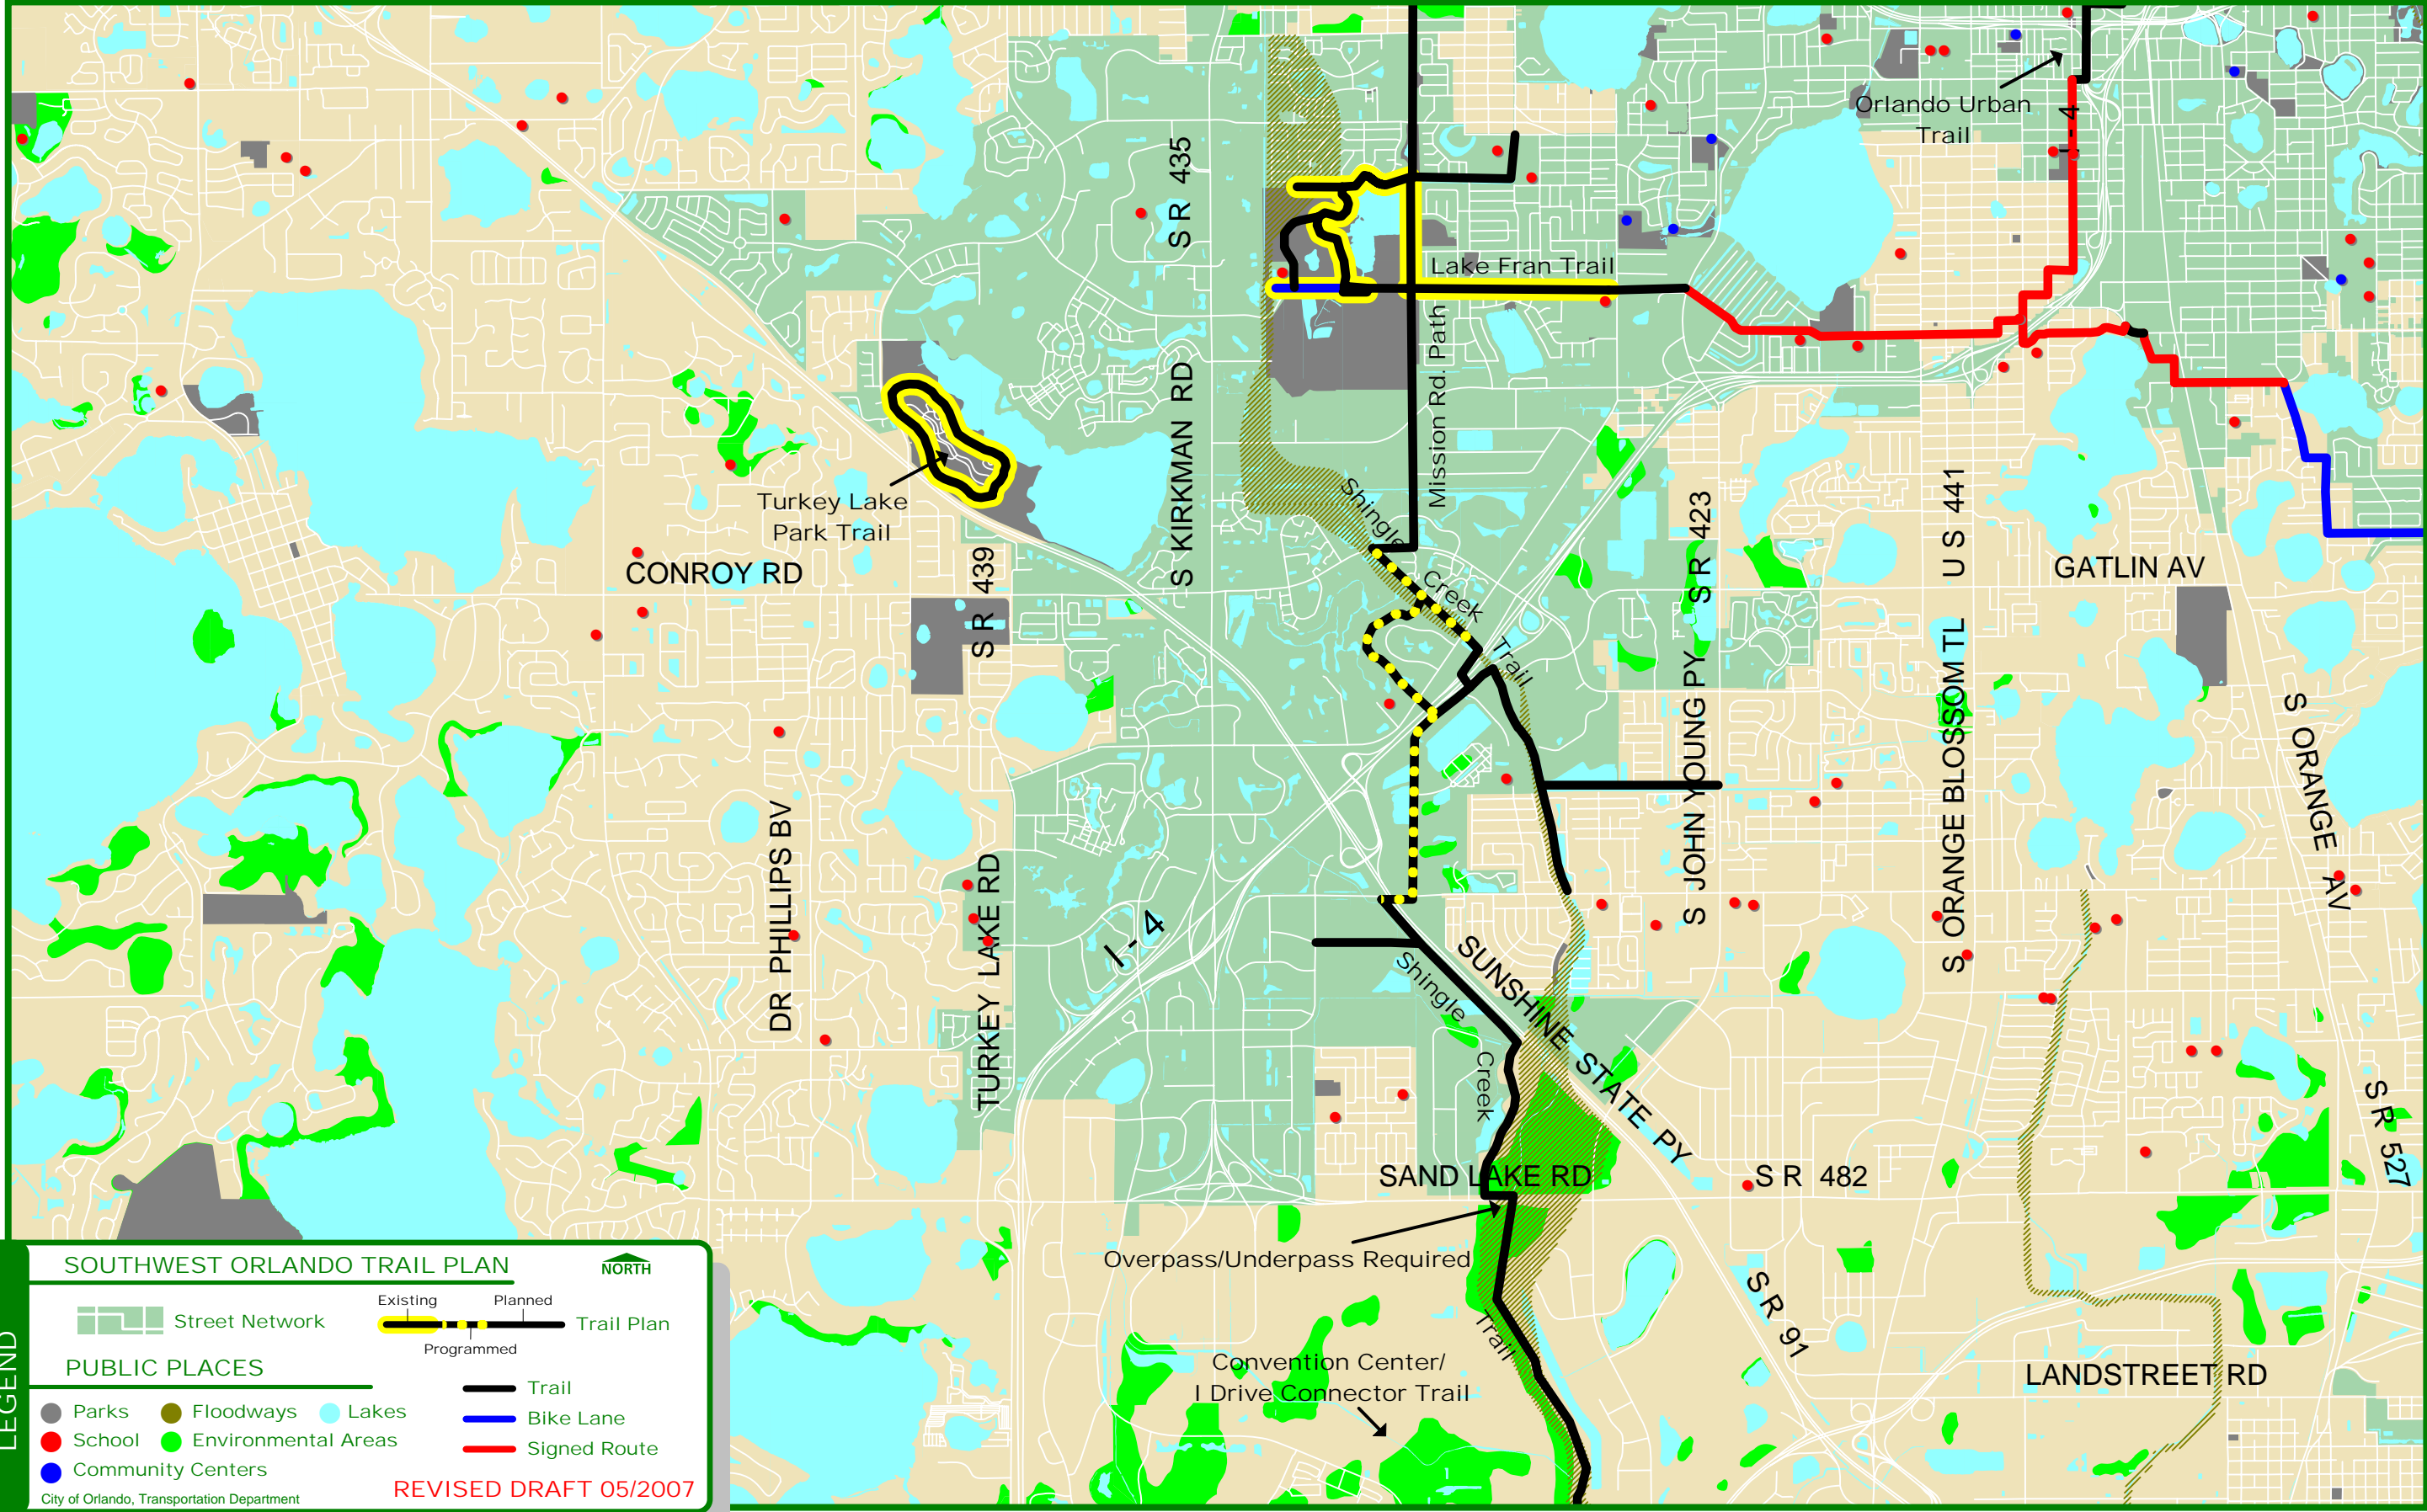 Orlando Urban
Trail
I-4
S R 435
Lake Fran Trail
Mission Rd. Path
S KIRKMAN RD
Turkey Lake
Park Trail
Shingle
Creek
Trail
CONROY RD
S R 439
S R 423
U S 441
GATLIN AV
S JOHN YOUNG PY
S ORANGE BLOSSOM TL
S ORANGE AV
DR PHILLIPS BV
TURKEY LAKE RD
I-4
SUNSHINE STATE PY
Shingle
Creek
Trail
SAND LAKE RD
S R 482
S R 527
Overpass/Underpass Required
S R 91
Convention Center/
I Drive Connector Trail
LANDSTREET RD
LEGEND
SOUTHWEST ORLANDO TRAIL PLAN
NORTH
Street Network
Existing
Planned
Programmed
Trail Plan
PUBLIC PLACES
Parks
Floodways
Lakes
School
Environmental Areas
Community Centers
Trail
Bike Lane
Signed Route
City of Orlando, Transportation Department
REVISED DRAFT 05/2007